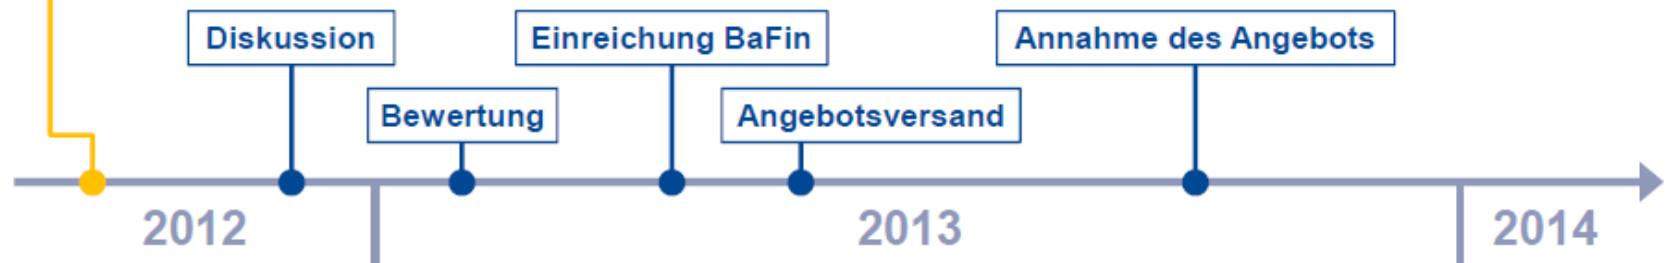 Diskussion
Einreichung BaFin
Annahme des Angebots
Bewertung
Angebotsversand
2012
2013
2014